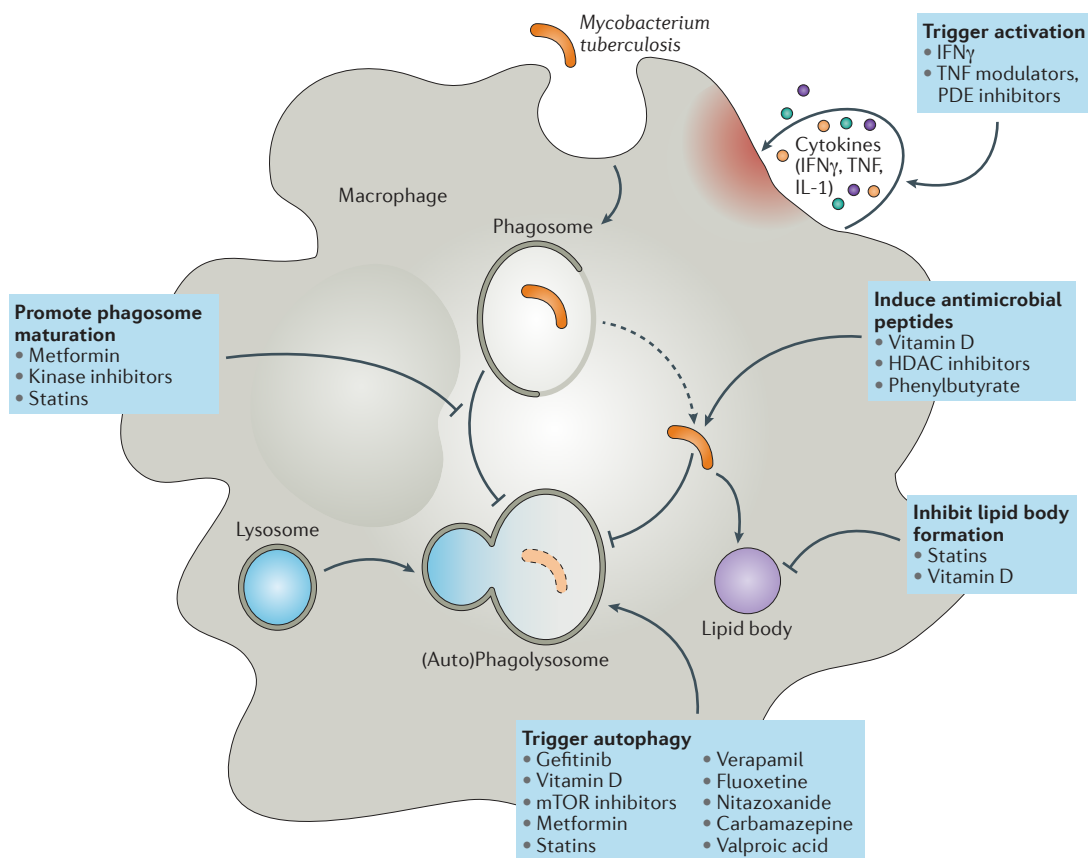 Mycobacterium
tuberculosis
Trigger activation
• IFNγ
• TNF modulators,
PDE inhibitors
Cytokines
(IFNγ, TNF,
IL-1)
Macrophage
Phagosome
Promote phagosome
maturation
• Metformin
• Kinase inhibitors
• Statins
Induce antimicrobial
peptides
• Vitamin D
• HDAC inhibitors
• Phenylbutyrate
Lysosome
Inhibit lipid body
formation
• Statins
• Vitamin D
Lipid body
(Auto)Phagolysosome
Trigger autophagy
• Gefitinib
• Vitamin D
• mTOR inhibitors
• Metformin
• Statins
• Verapamil
• Fluoxetine
• Nitazoxanide
• Carbamazepine
• Valproic acid